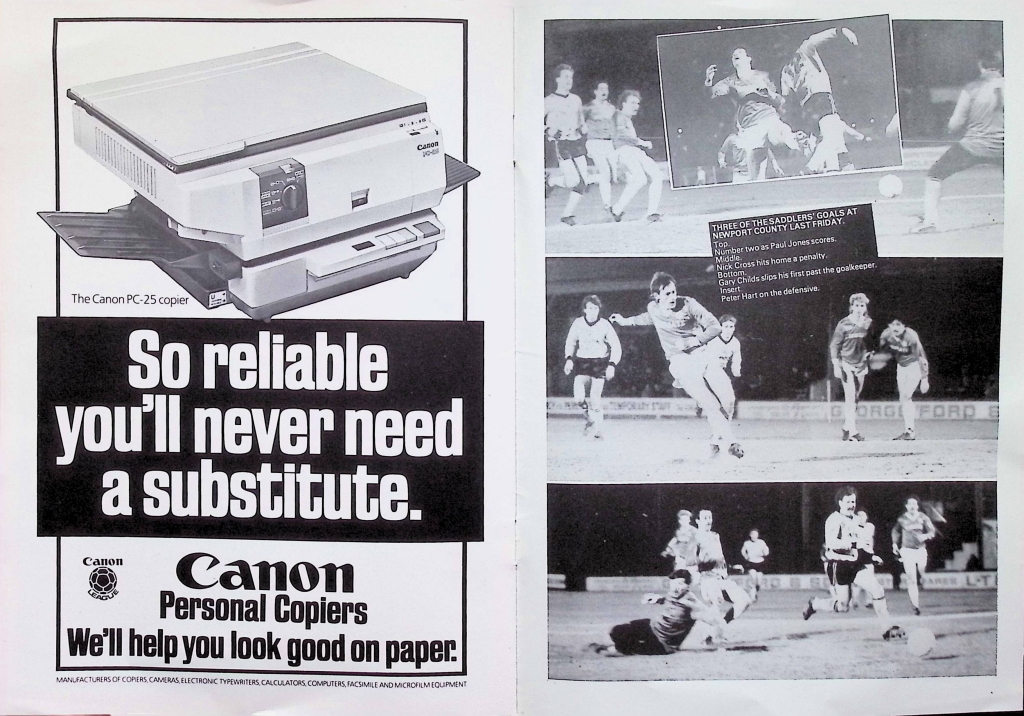 Canon
PC-25
The Canon PC-25 copier
So reliable
you'll never need
a substitute.
Canon
LEAGUE
Canon
Personal Copiers
We'll help you look good on paper.
MANUFACTURERS OF COPIERS, CAMERAS, ELECTRONIC TYPEWRITERS, CALCULATORS, COMPUTERS, FACSIMILE AND MICROFILM EQUIPMENT
THREE OF THE SADDLERS' GOALS AT
NEWPORT COUNTY LAST FRIDAY.
Top.
Number two as Paul Jones scores.
Middle.
Nick Cross hits home a penalty.
Bottom.
Gary Childs slips his first past the goalkeeper.
Insert
Peter Hart on the defensive.
TEMPORARY STAFF
FORD